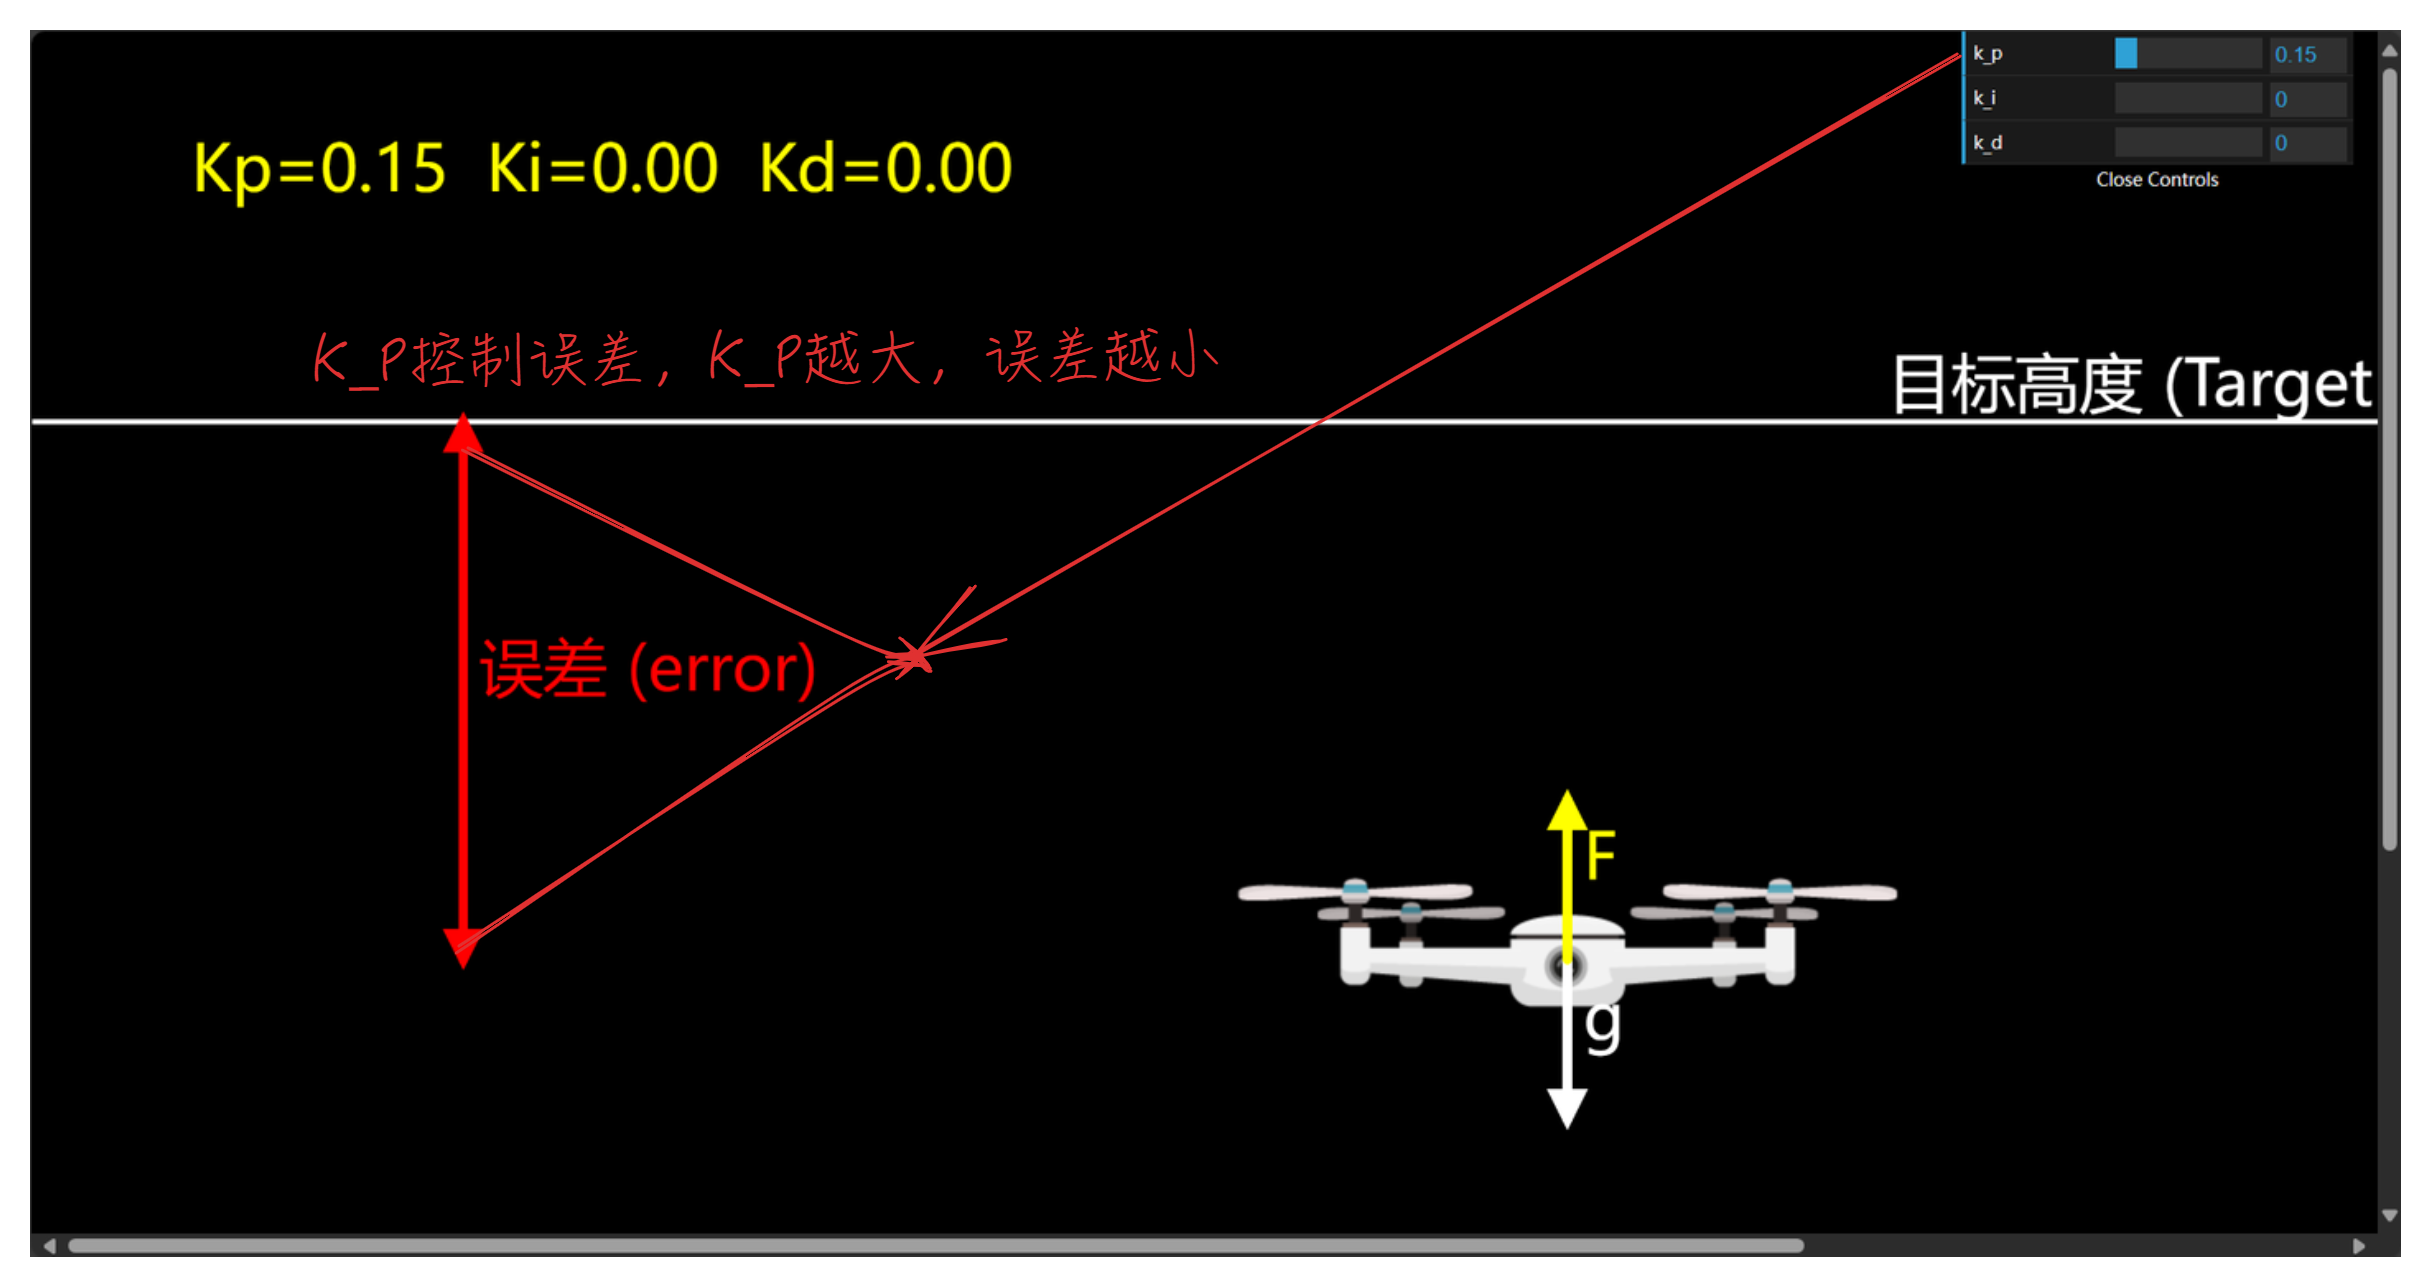 k_p 0.15
k_i 0
k_d 0
Close Controls
Kp=0.15 Ki=0.00 Kd=0.00
K_P控制误差，K_P越大，误差越小
目标高度 (Target
误差 (error)
F
g